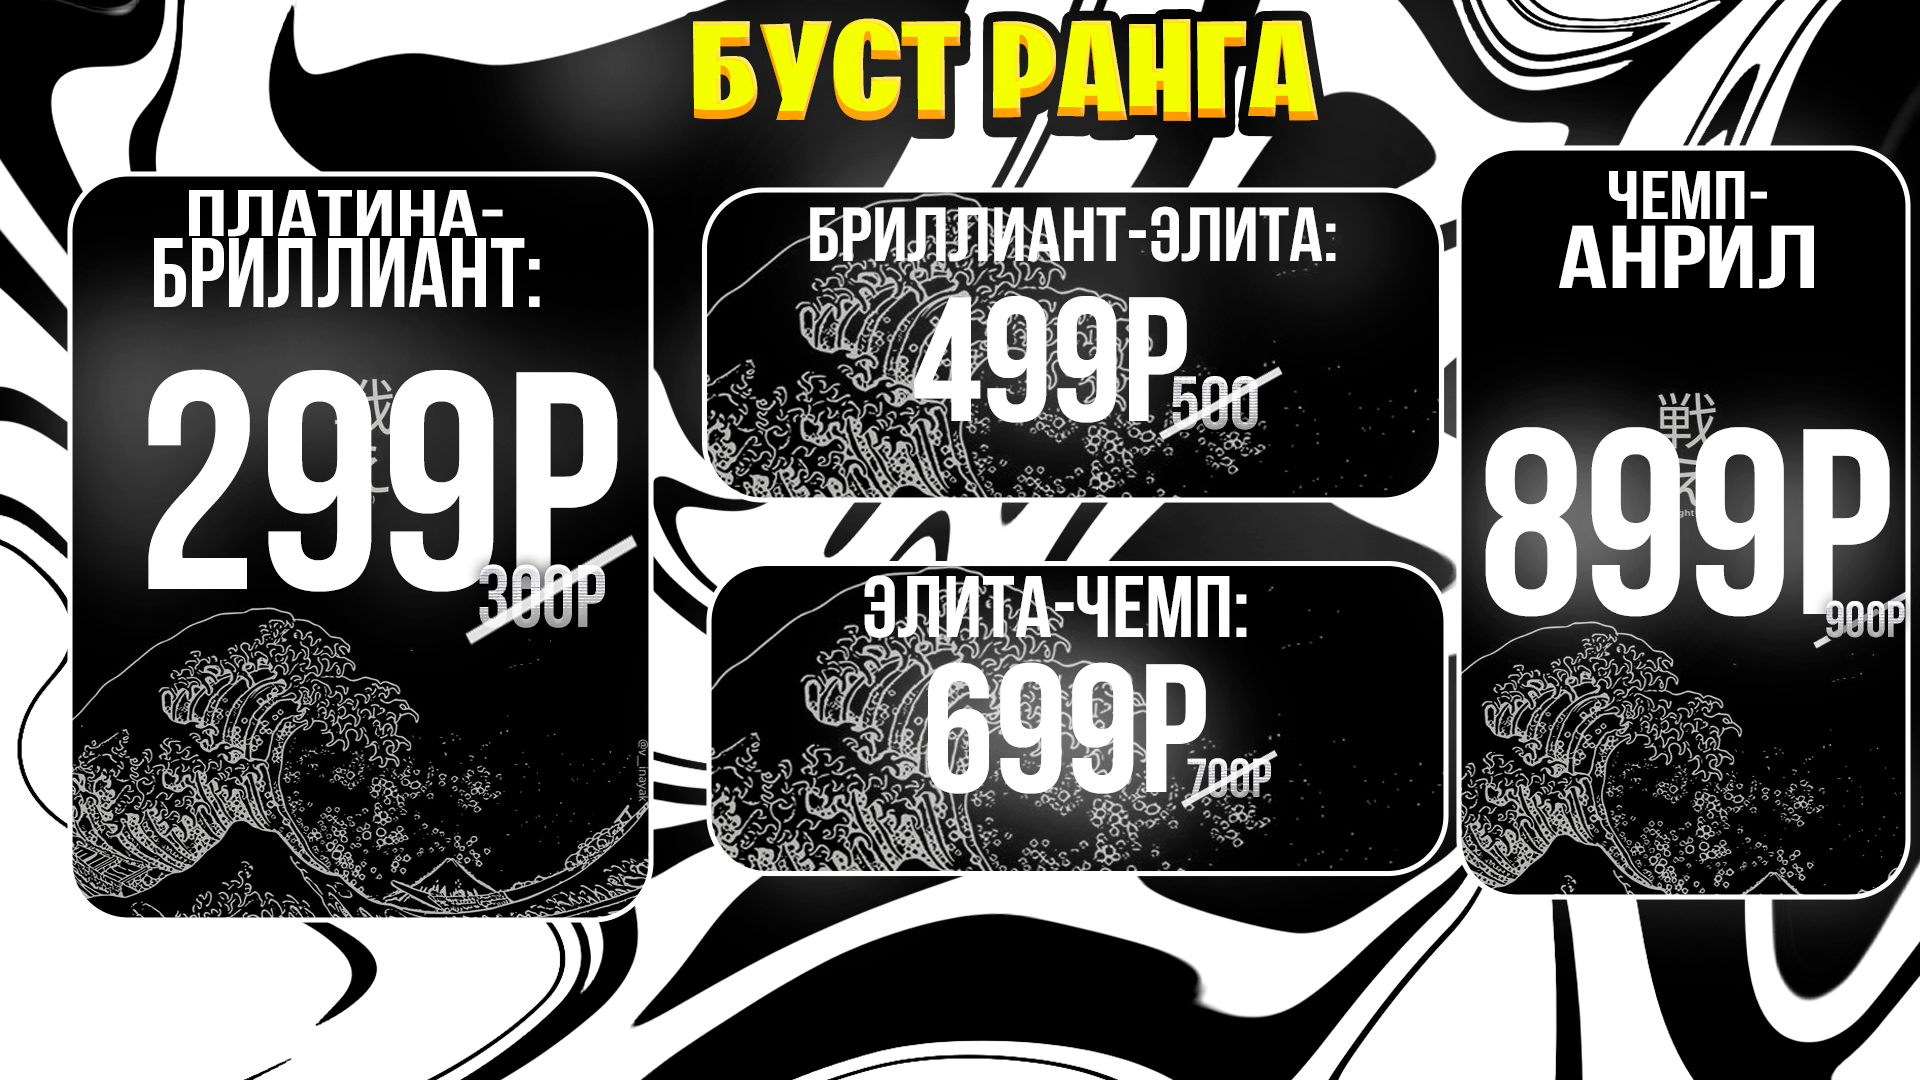 БУСТ РАНГА
ПЛАТИНА-
БРИЛЛИАНТ:
299Р
300Р
БРИЛЛИАНТ-ЭЛИТА:
499Р
500
ЭЛИТА-ЧЕМП:
699Р
700Р
ЧЕМП-
АНРИЛ
戦
899Р
900Р